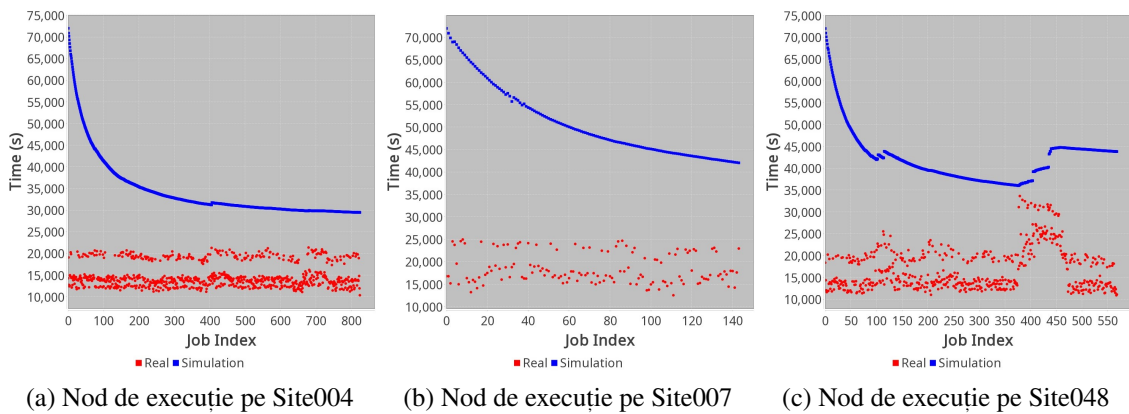 75,000
70,000
65,000
60,000
55,000
50,000
45,000
40,000
35,000
30,000
25,000
20,000
15,000
10,000
Time (s)
0 100 200 300 400 500 600 700 800
Job Index
Real Simulation
(a) Nod de execuție pe Site004
75,000
70,000
65,000
60,000
55,000
50,000
45,000
40,000
35,000
30,000
25,000
20,000
15,000
10,000
Time (s)
0 20 40 60 80 100 120 140
Job Index
Real Simulation
(b) Nod de execuție pe Site007
75,000
70,000
65,000
60,000
55,000
50,000
45,000
40,000
35,000
30,000
25,000
20,000
15,000
10,000
Time (s)
0 50 100 150 200 250 300 350 400 450 500 550
Job Index
Real Simulation
(c) Nod de execuție pe Site048